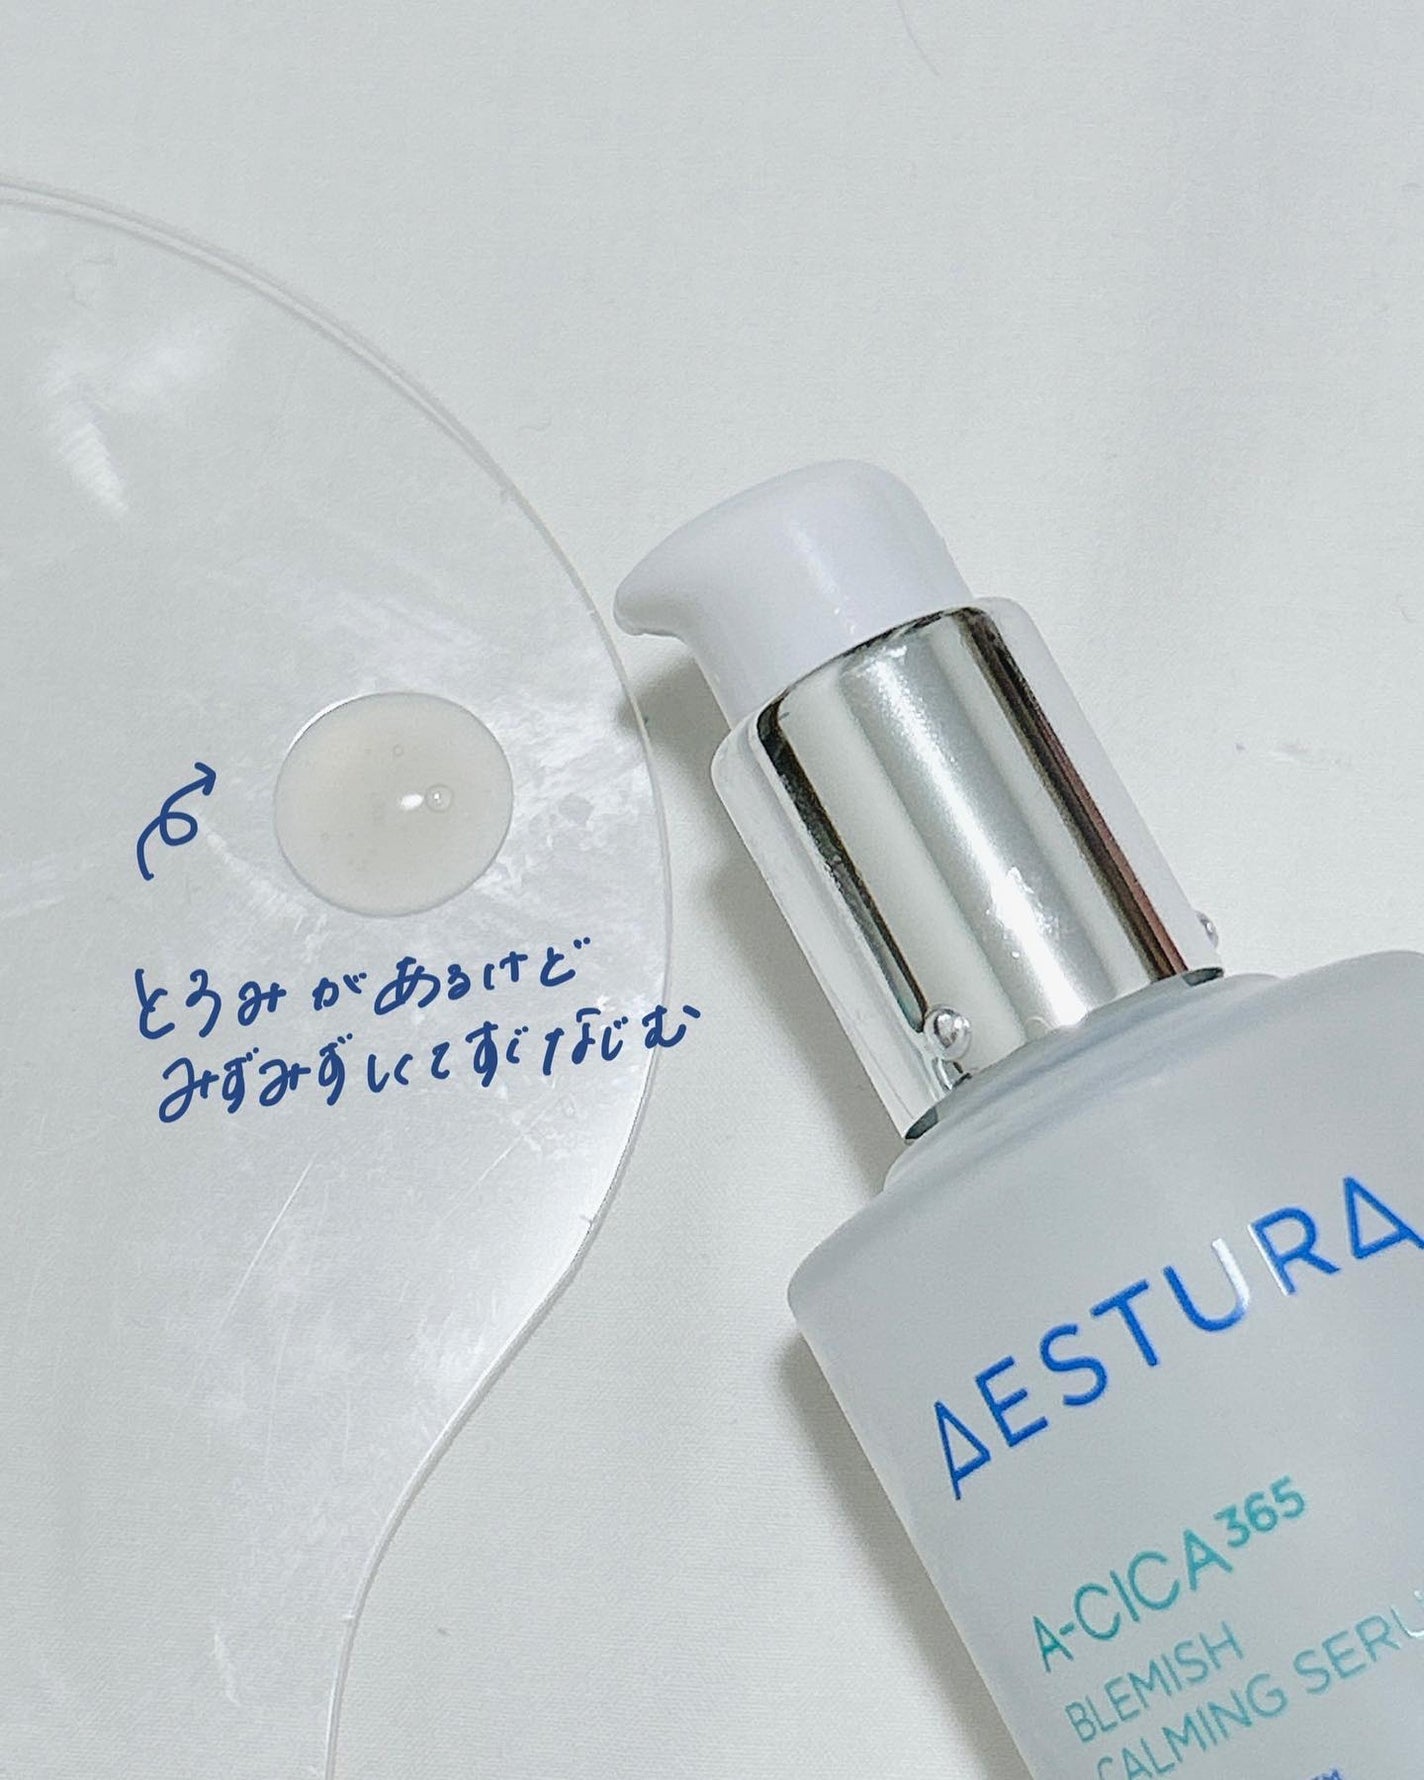 とろみがあるけど
みずみずしくてすぐなじむ
AESTURA
A-CICA365
BLEMISH
CALMING SERU